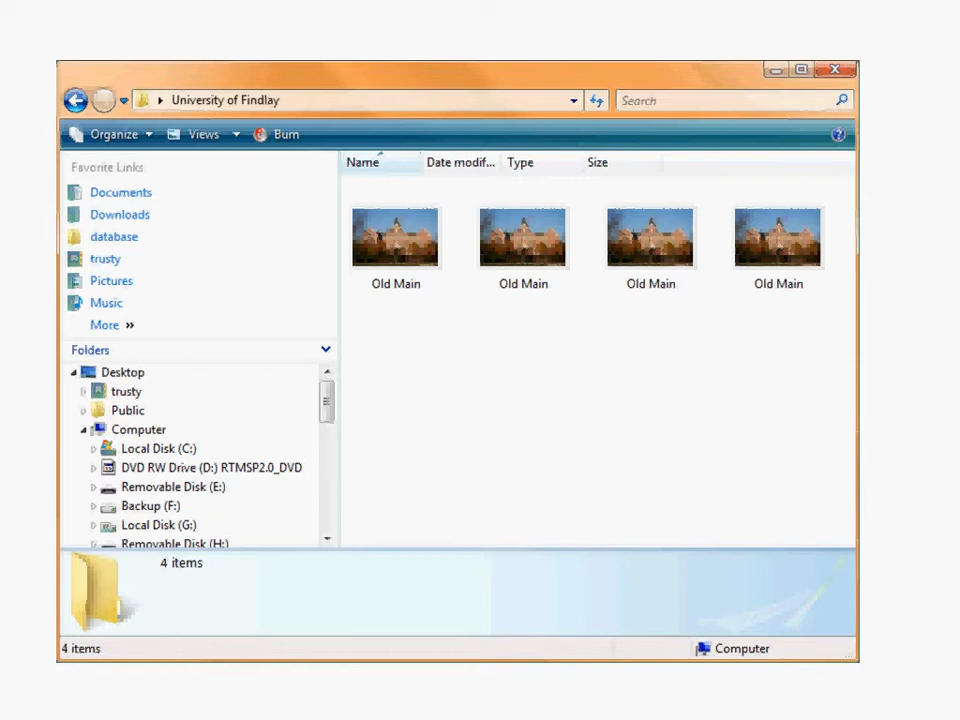 University of Findlay
Search
Organize Views Burn
Favorite Links
Documents
Downloads
database
trusty
Pictures
Music
More »
Folders
Desktop
trusty
Public
Computer
Local Disk (C:)
DVD RW Drive (D:) RTMSP2.0_DVD
Removable Disk (E:)
Backup (F:)
Local Disk (G:)
Removable Disk (H:)
Name Date modif... Type Size
Old Main Old Main Old Main Old Main
4 items
4 items Computer